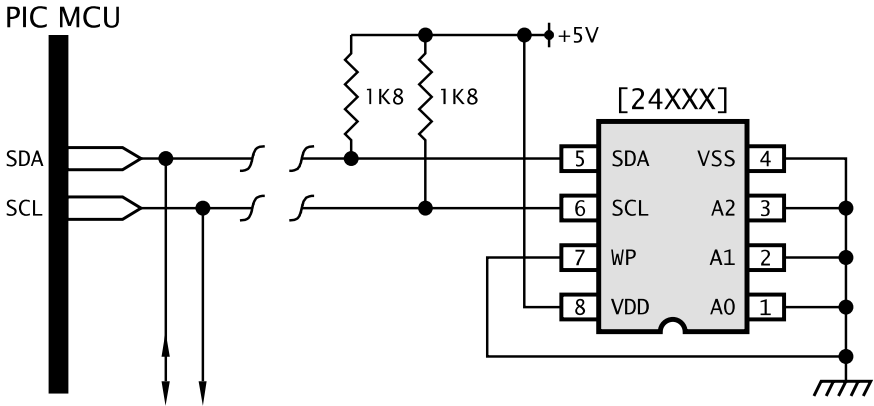 PIC MCU
+5V
1K8 1K8
[24XXX]
SDA 5 SDA VSS 4
SCL 6 SCL A2 3
7 WP A1 2
8 VDD A0 1